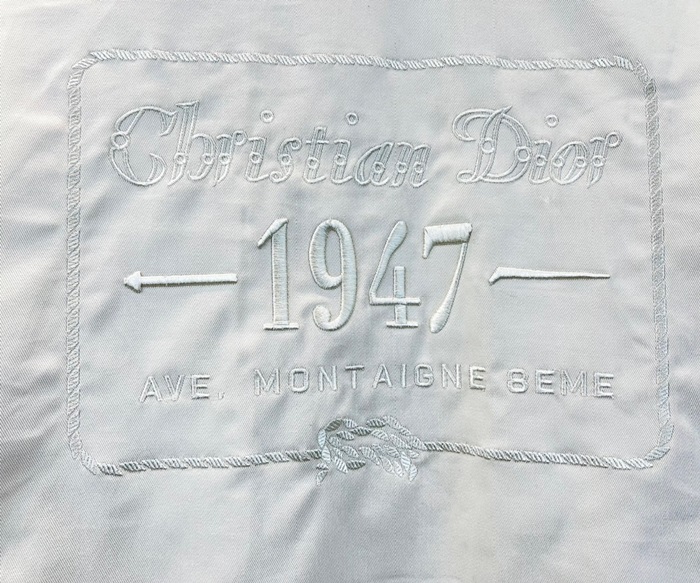 Christian Dior
1947
AVE. MONTAIGNE 8EME